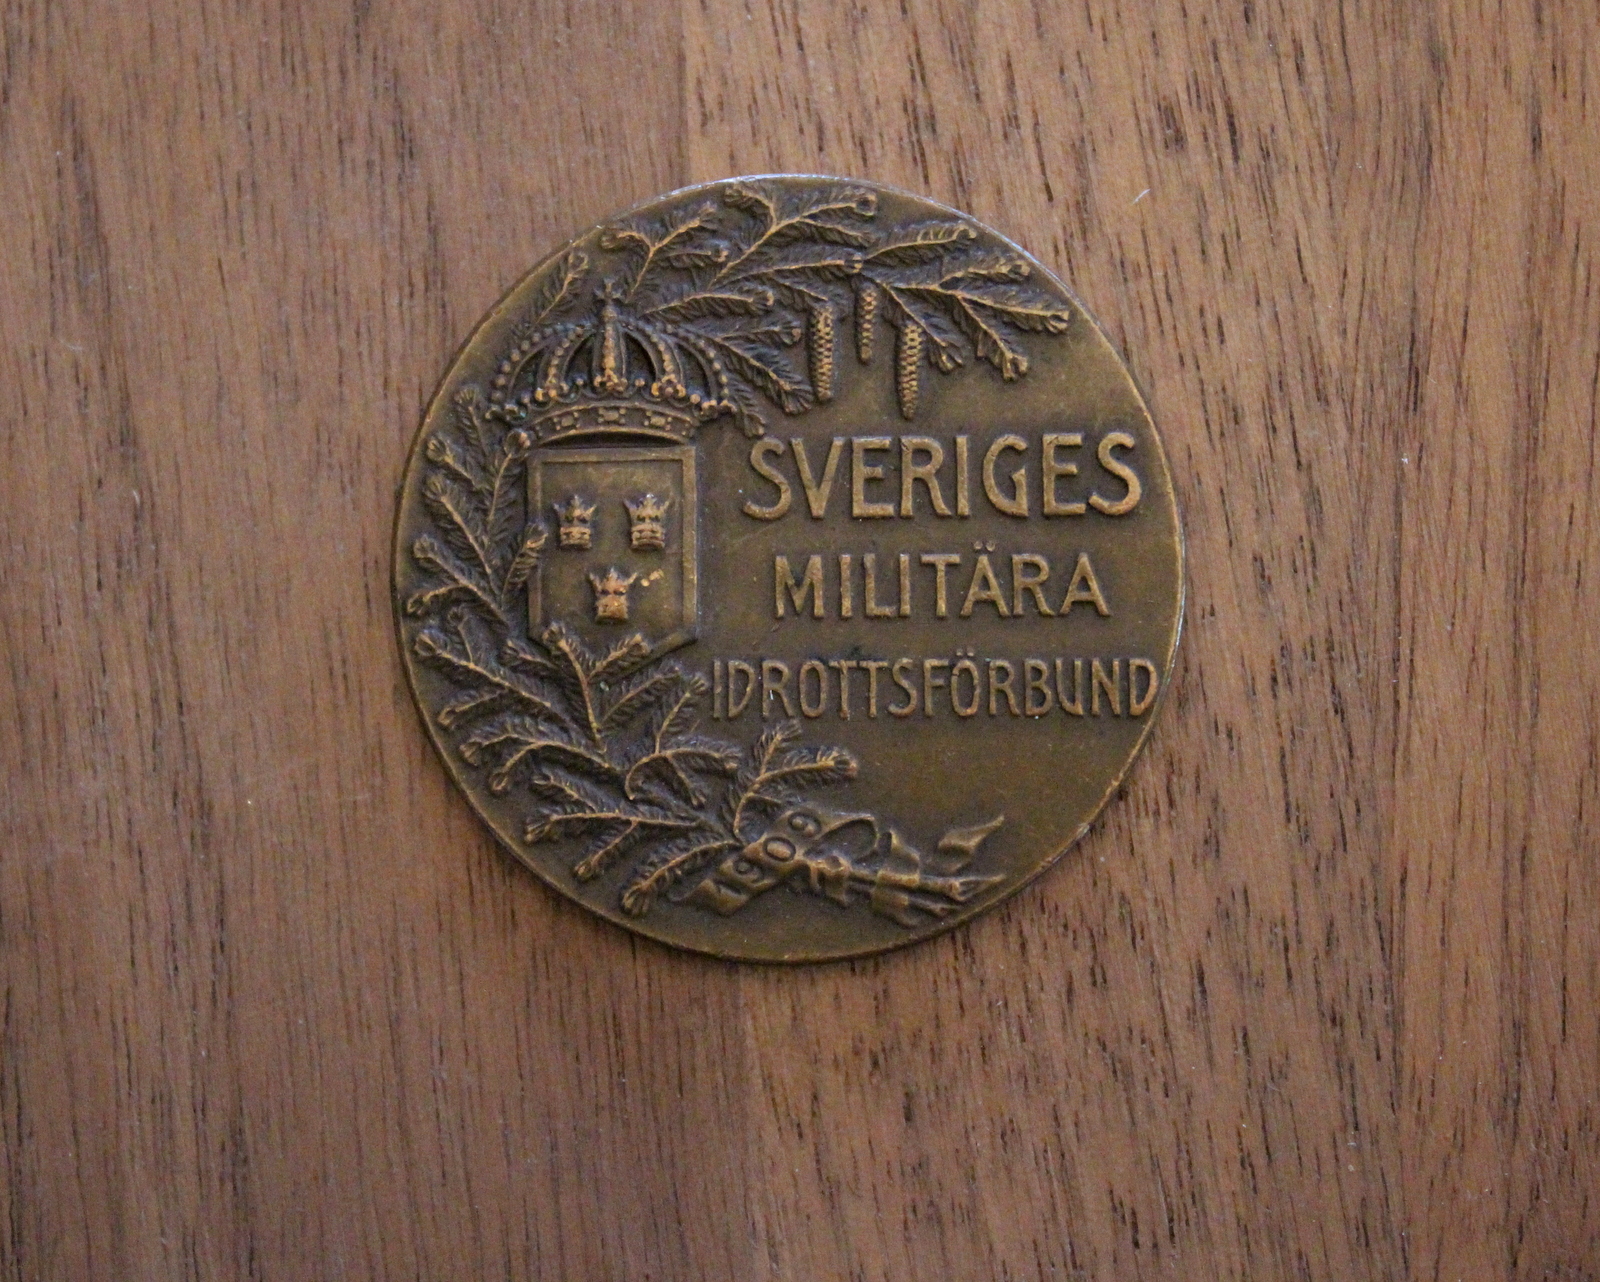 SVERIGES
MILITÄRA
IDROTTSFÖRBUND
1909